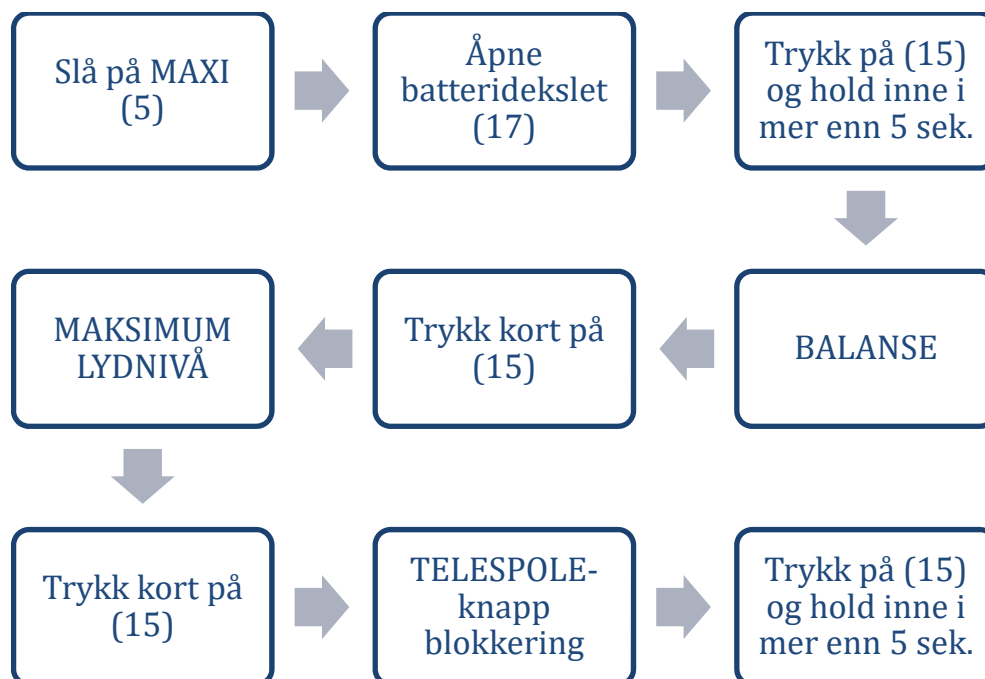 Slå på MAXI
(5)
Åpne
batteridekslet
(17)
Trykk på (15)
og hold inne i
mer enn 5 sek.
BALANSE
Trykk kort på
(15)
MAKSIMUM
LYDNIVÅ
Trykk kort på
(15)
TELESPOLE-
knapp
blokkering
Trykk på (15)
og hold inne i
mer enn 5 sek.